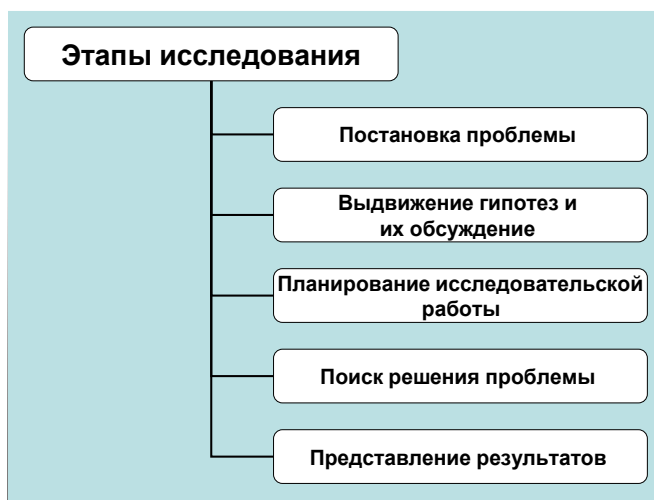 Этапы исследования
Постановка проблемы
Выдвижение гипотез и
их обсуждение
Планирование исследовательской
работы
Поиск решения проблемы
Представление результатов